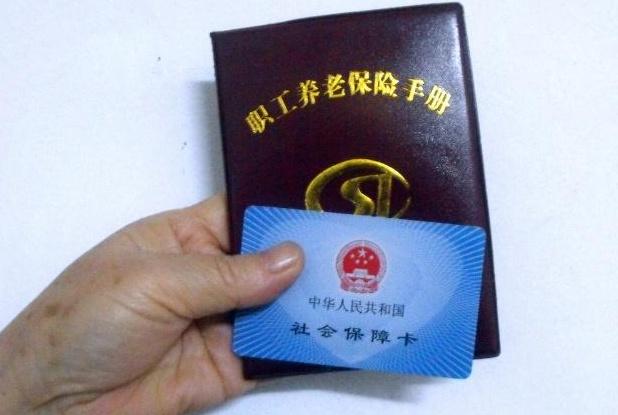 职工养老保险手册
中华人民共和国
社会保障卡